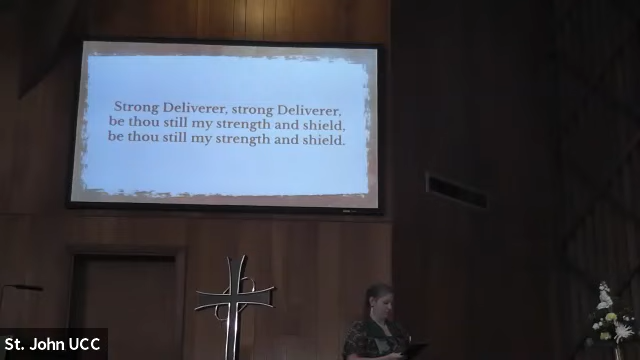 Strong Deliverer, strong Deliverer,
be thou still my strength and shield,
be thou still my strength and shield.
St. John UCC